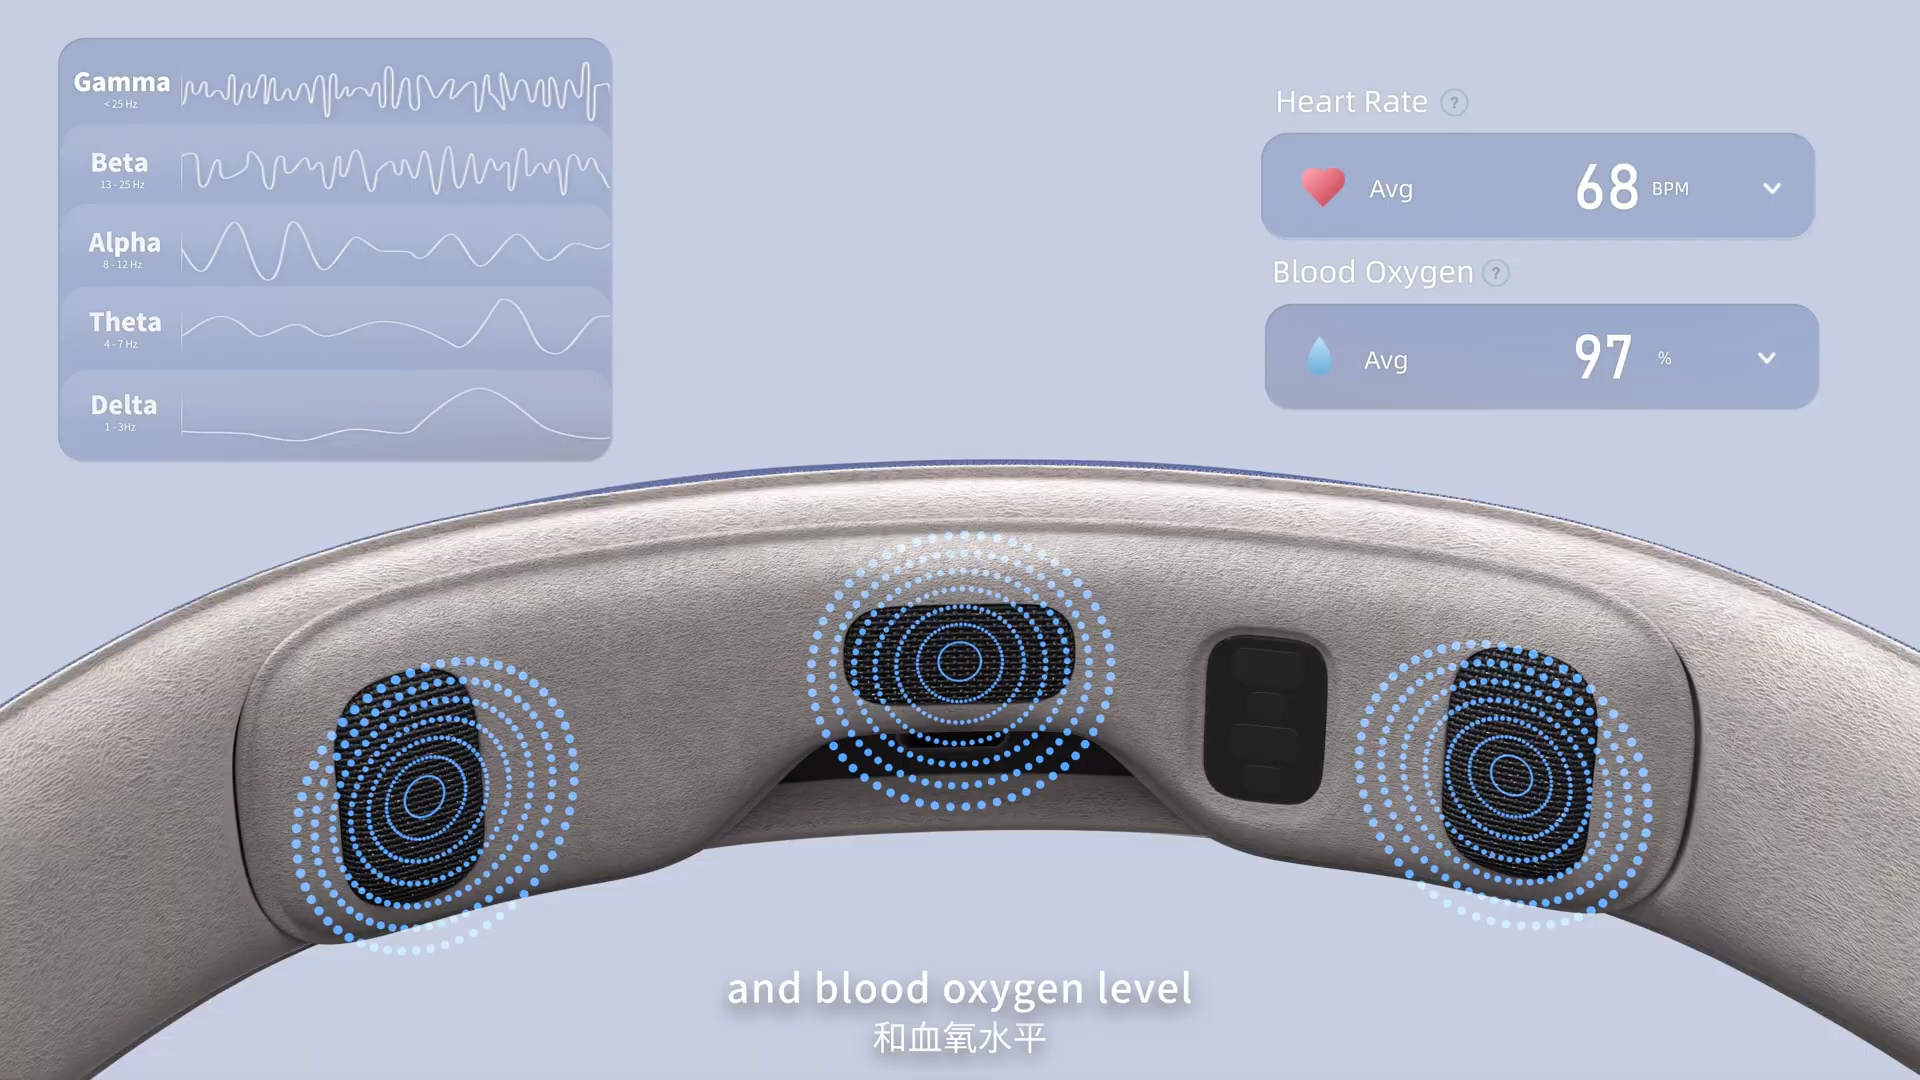 Gamma
< 25 Hz
Beta
13 - 25 Hz
Alpha
8 - 12 Hz
Theta
4 - 7 Hz
Delta
1 - 3Hz
Heart Rate ?
Avg 68 BPM
Blood Oxygen ?
Avg 97 %
and blood oxygen level
和血氧水平